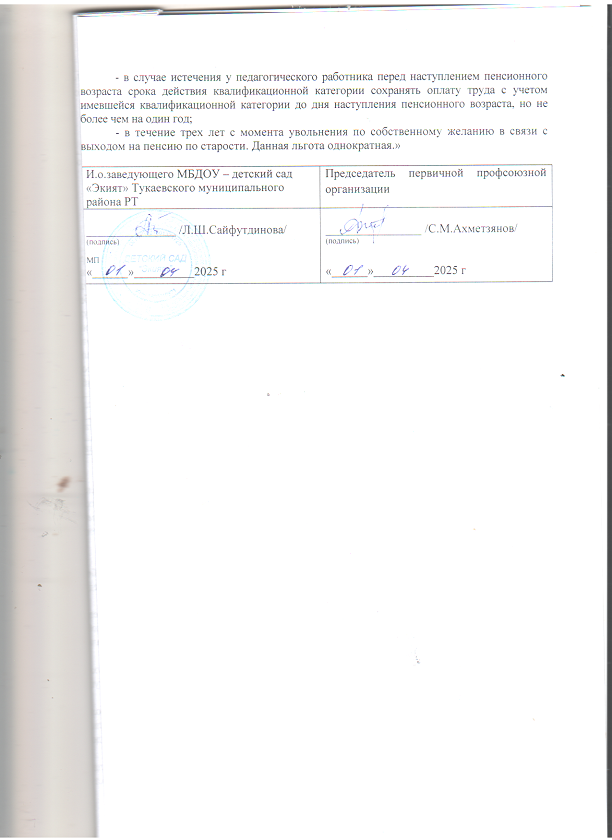 - в случае истечения у педагогического работника перед наступлением пенсионного
возраста срока действия квалификационной категории сохранять оплату труда с учетом
имевшейся квалификационной категории до дня наступления пенсионного возраста, но не
более чем на один год;
- в течение трех лет с момента увольнения по собственному желанию в связи с
выходом на пенсию по старости. Данная льгота однократная.»
И.о.заведующего МБДОУ – детский сад
«Экият» Тукаевского муниципального
района РТ
/Л.Ш.Сайфутдинова/
(подпись)
МП
ДЕТСКИЙ САД
«01» 04 2025 г
Председатель первичной профсоюзной
организации
/С.М.Ахметзянов/
(подпись)
«01» 04 2025 г